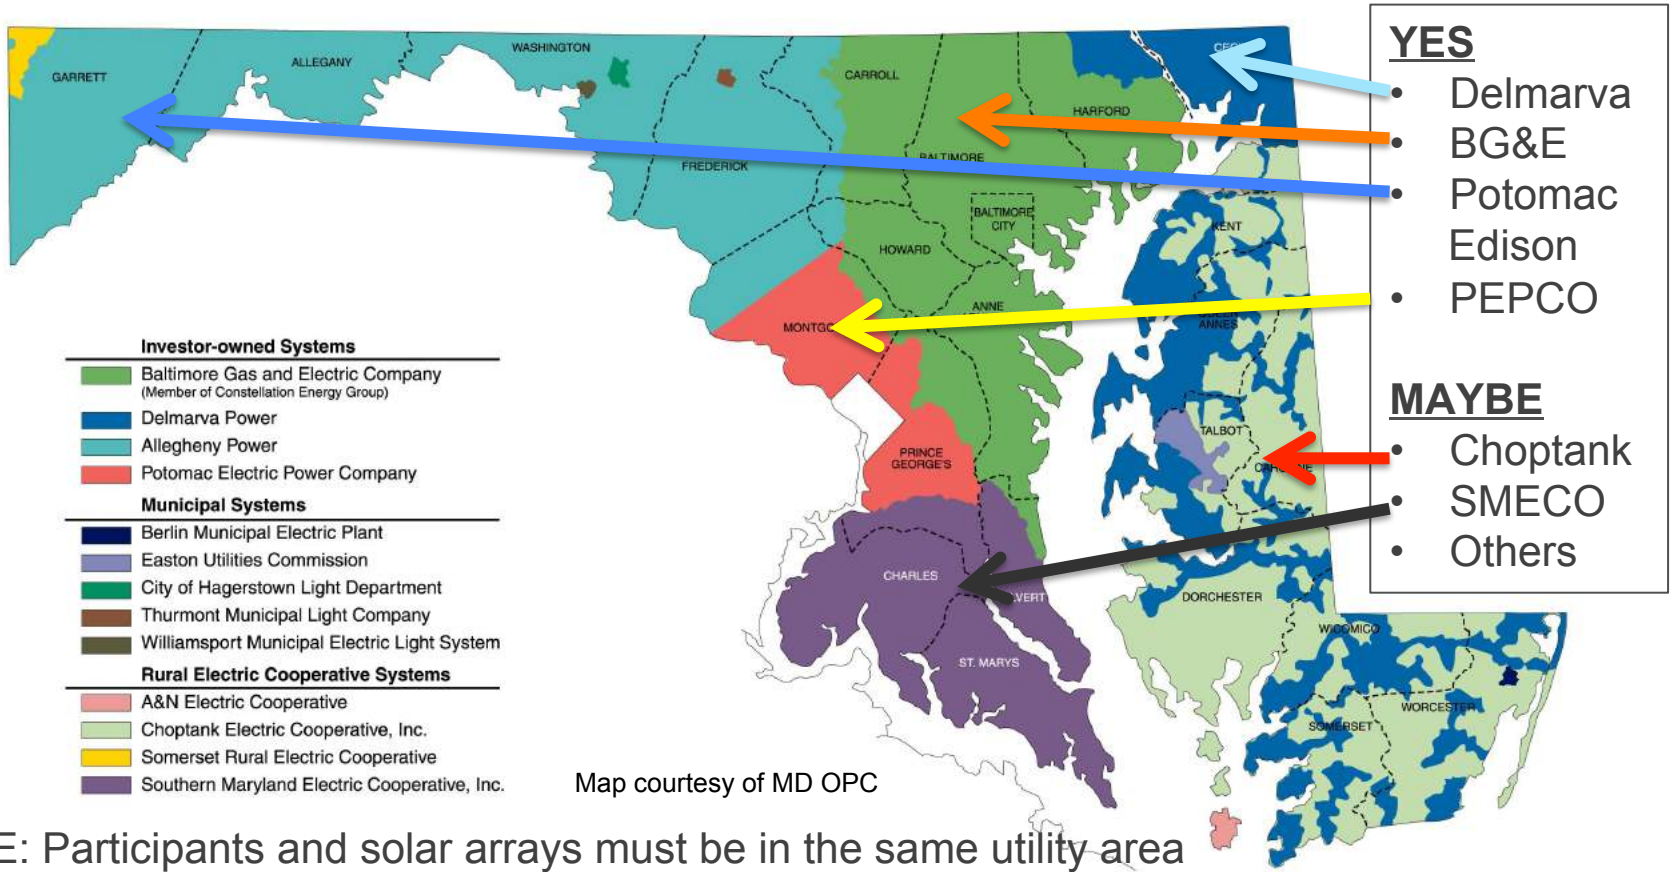 YES
• Delmarva
• BG&E
• Potomac
Edison
• PEPCO
MAYBE
• Choptank
• SMECO
• Others
GARRETT
ALLEGANY
WASHINGTON
FREDERICK
CARROLL
BALTIMORE
HARFORD
BALTIMORE
CITY
HOWARD
ANNE
KENT
ANNES
TALBOT
PRINCE
GEORGE'S
CHARLES
ST. MARYS
DORCHESTER
WICOMICO
SOMERSET
WORCESTER
Investor-owned Systems
Baltimore Gas and Electric Company
(Member of Constellation Energy Group)
Delmarva Power
Allegheny Power
Potomac Electric Power Company
Municipal Systems
Berlin Municipal Electric Plant
Easton Utilities Commission
City of Hagerstown Light Department
Thurmont Municipal Light Company
Williamsport Municipal Electric Light System
Rural Electric Cooperative Systems
A&N Electric Cooperative
Choptank Electric Cooperative, Inc.
Somerset Rural Electric Cooperative
Southern Maryland Electric Cooperative, Inc.
Map courtesy of MD OPC
E: Participants and solar arrays must be in the same utility area